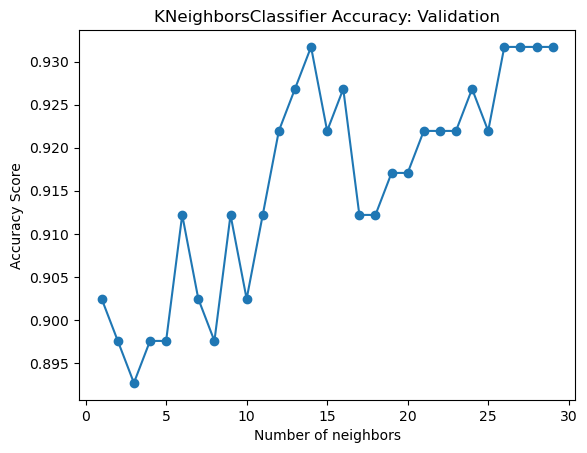 KNeighborsClassifier Accuracy: Validation
0.930
0.925
0.920
0.915
0.910
0.905
0.900
0.895
Accuracy Score
0 5 10 15 20 25 30
Number of neighbors